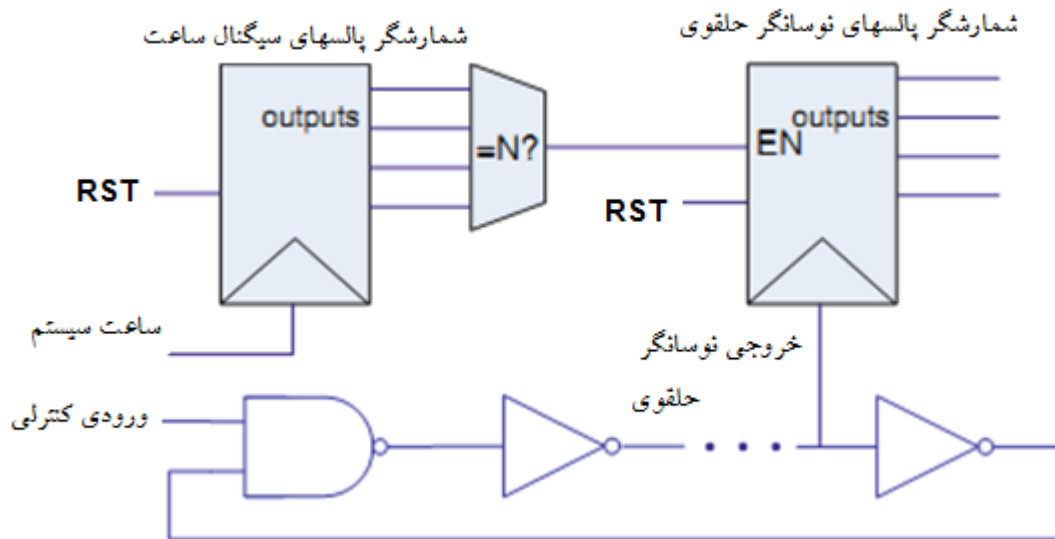 شمارشگر پالسهای سیگنال ساعت
شمارشگر پالسهای نوسانگر حلقوی
outputs
=N?
EN
outputs
RST
RST
ساعت سیستم
خروجی نوسانگر
حلقوی
ورودی کنترلی